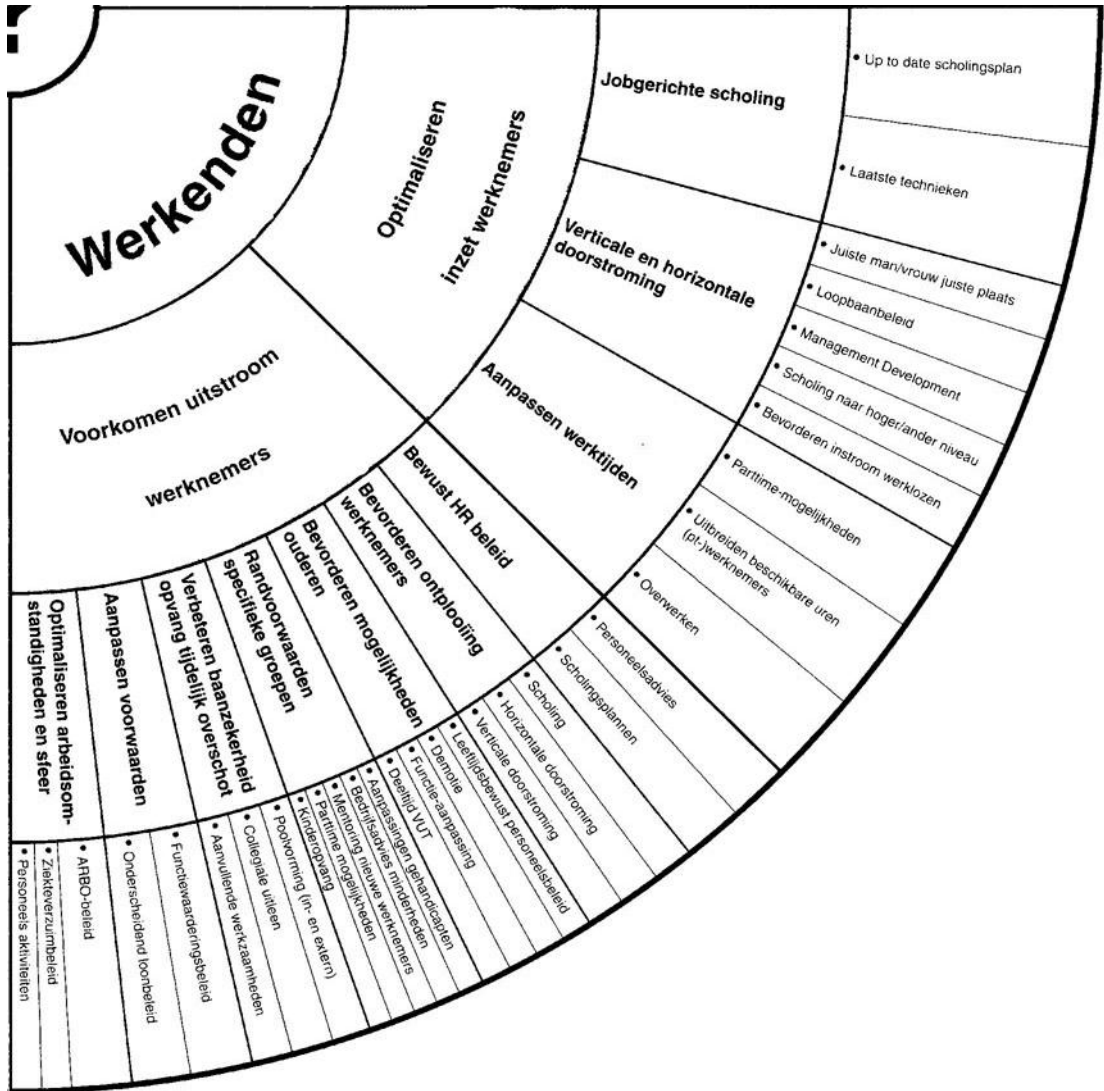 ?
Werkenden
Optimaliseren
inzet werknemers
Jobgerichte scholing
• Up to date scholingsplan
• Laatste technieken
Verticale en horizontale
doorstroming
• Juiste man/vrouw juiste plaats
• Loopbaanbeleid
• Management Development
• Scholing naar hoger/ander niveau
• Bevorderen instroom werklozen
Aanpassen werktijden
• Parttime-mogelijkheden
• Uitbreiden beschikbare uren
(pt-)werknemers
• Overwerken
Voorkomen uitstroom
werknemers
Bewust HR beleid
• Personeelsadvies
• Scholingsplannen
Bevorderen ontplooiing
werknemers
• Scholing
• Horizontale doorstroming
• Verticale doorstroming
Bevorderen mogelijkheden
ouderen
• Leeftijdsbewust personeelsbeleid
• Demotie
• Functie-aanpassing
• Deeltijd VUT
Randvoorwaarden
specifieke groepen
• Aanpassingen gehandicapten
• Bedrijfsadvies minderheden
• Mentoring nieuwe werknemers
• Parttime mogelijkheden
• Kinderopvang
Verbeteren baanzekerheid
opvang tijdelijk overschot
• Poolvorming (in- en extern)
• Collegiale uitleen
• Aanvullende werkzaamheden
Aanpassen voorwaarden
• Functiewaarderingsbeleid
• Onderscheidend loonbeleid
Optimaliseren arbeidsom-
standigheden en sfeer
• ARBO-beleid
• Ziekteverzuimbeleid
• Personeels aktiviteiten